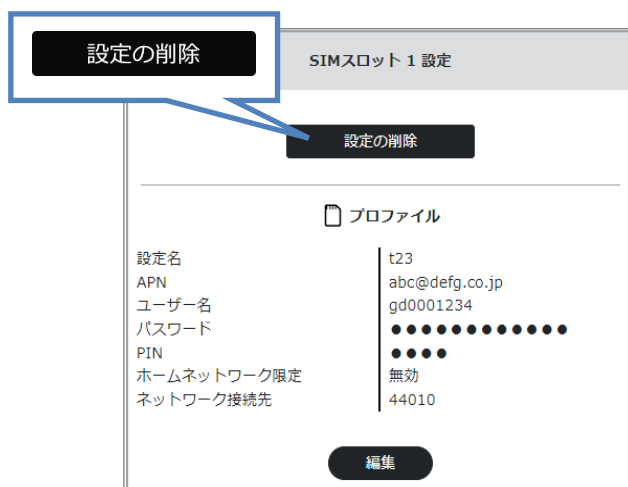 設定の削除
SIMスロット 1 設定
設定の削除
プロファイル
設定名 t23
APN abc@defg.co.jp
ユーザー名 gd0001234
パスワード ●●●●●●●●●●●●
PIN ●●●●
ホームネットワーク限定 無効
ネットワーク接続先 44010
編集